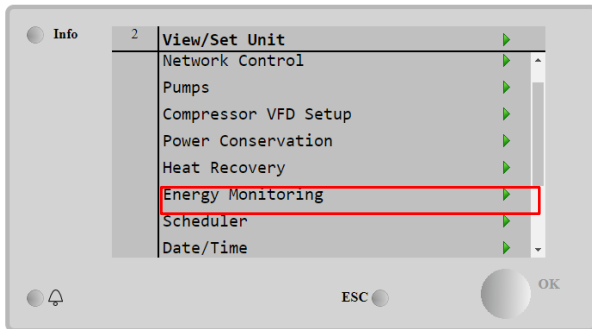 Info
2 View/Set Unit
Network Control
Pumps
Compressor VFD Setup
Power Conservation
Heat Recovery
Energy Monitoring
Scheduler
Date/Time
ESC
OK